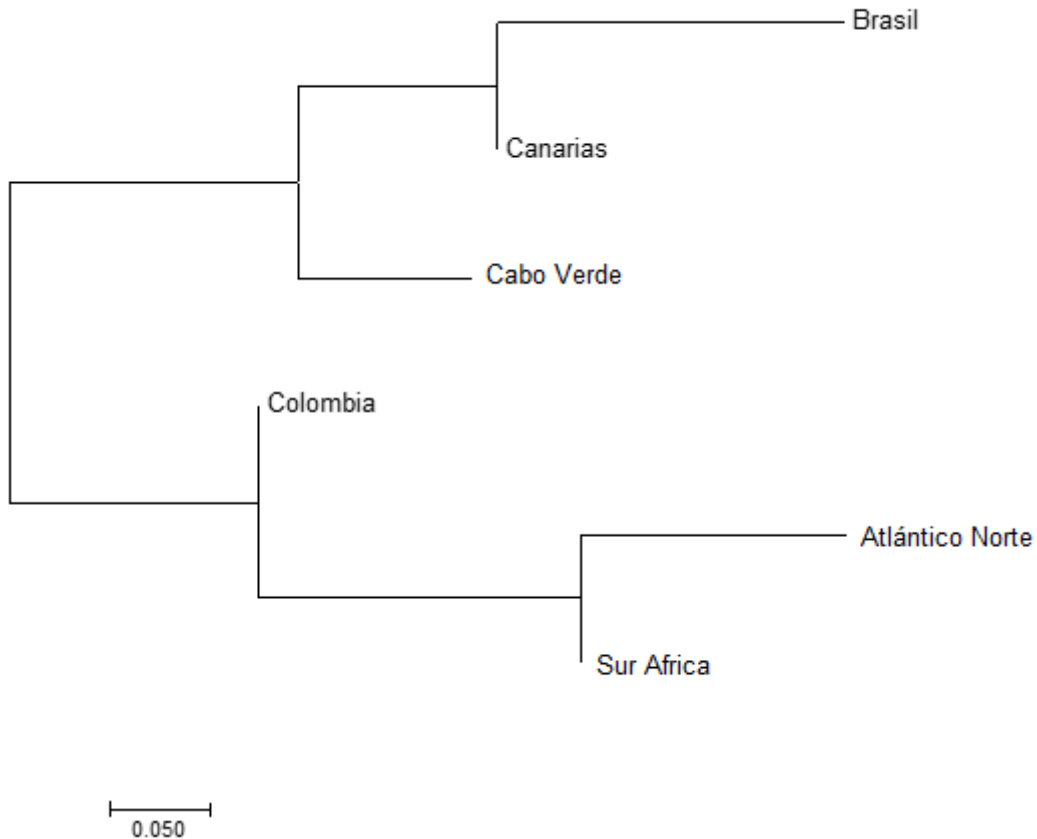 Brasil
Canarias
Cabo Verde
Colombia
Atlántico Norte
Sur Africa
0.050